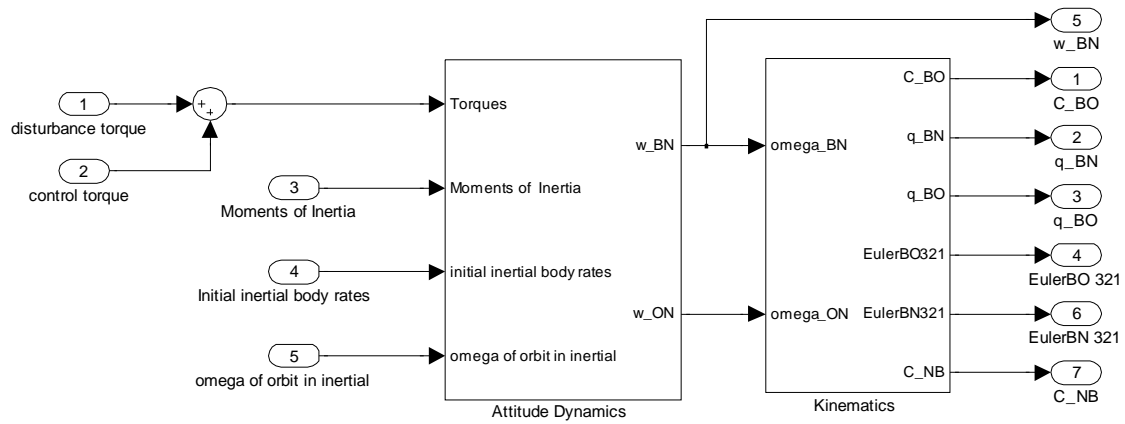 1
disturbance torque
2
control torque
+
+
3
Moments of Inertia
4
Initial inertial body rates
5
omega of orbit in inertial
Torques
Moments of Inertia
initial inertial body rates
omega of orbit in inertial
w_BN
w_ON
Attitude Dynamics
omega_BN
omega_ON
C_BO
q_BN
q_BO
EulerBO321
EulerBN321
C_NB
Kinematics
5
w_BN
1
C_BO
2
q_BN
3
q_BO
4
EulerBO 321
6
EulerBN 321
7
C_NB